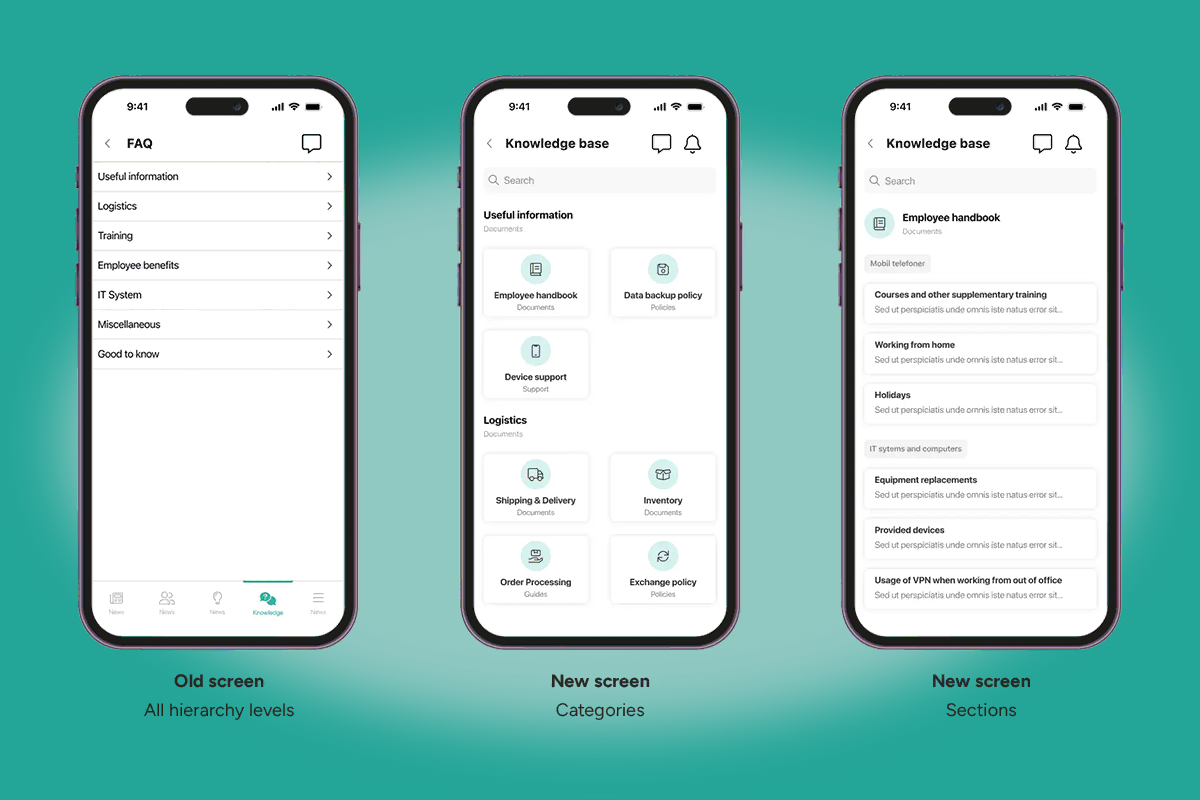 9:41
FAQ
Useful information
Logistics
Training
Employee benefits
IT System
Miscellaneous
Good to know
News
News
News
Knowledge
News
Old screen
All hierarchy levels
9:41
Knowledge base
Search
Useful information
Documents
Employee handbook
Documents
Data backup policy
Policies
Device support
Support
Logistics
Documents
Shipping & Delivery
Documents
Inventory
Documents
Order Processing
Guides
Exchange policy
Policies
New screen
Categories
9:41
Knowledge base
Search
Employee handbook
Documents
Mobil telefoner
Courses and other supplementary training
Sed ut perspiciatis unde omnis iste natus error sit...
Working from home
Sed ut perspiciatis unde omnis iste natus error sit...
Holidays
Sed ut perspiciatis unde omnis iste natus error sit...
IT sytems and computers
Equipment replacements
Sed ut perspiciatis unde omnis iste natus error sit...
Provided devices
Sed ut perspiciatis unde omnis iste natus error sit...
Usage of VPN when working from out of office
Sed ut perspiciatis unde omnis iste natus error sit...
New screen
Sections